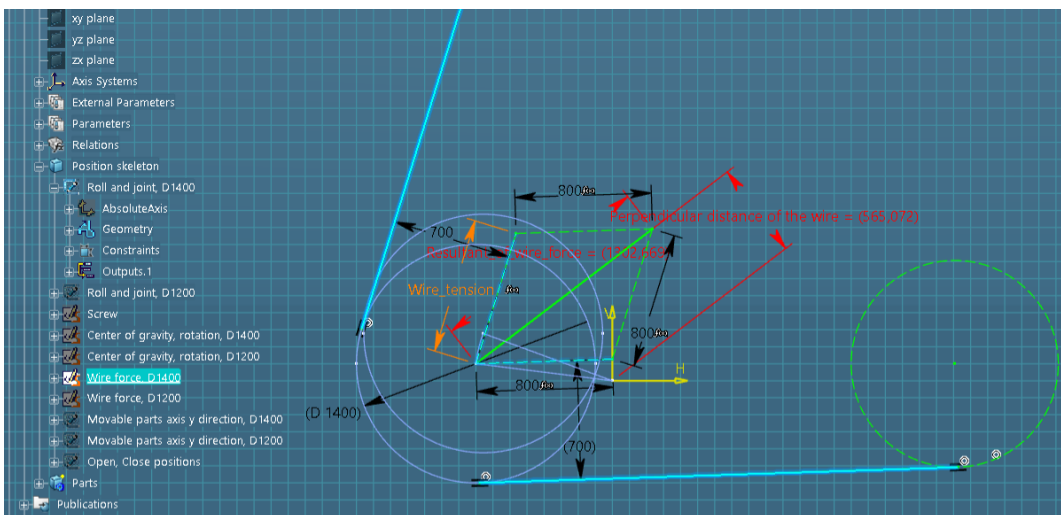 xy plane
yz plane
zx plane
Axis Systems
External Parameters
Parameters
Relations
Position skeleton
Roll and joint, D1400
AbsoluteAxis
Geometry
Constraints
Outputs.1
Roll and joint, D1200
Screw
Center of gravity, rotation, D1400
Center of gravity, rotation, D1200
Wire force, D1400
Wire force, D1200
Movable parts axis y direction, D1400
Movable parts axis y direction, D1200
Open, Close positions
Parts
Publications
800
Perpendicular distance of the wire = (565,072)
700
wire_force =
Wire_tension
800
V
H
800
(D 1400)
(700)